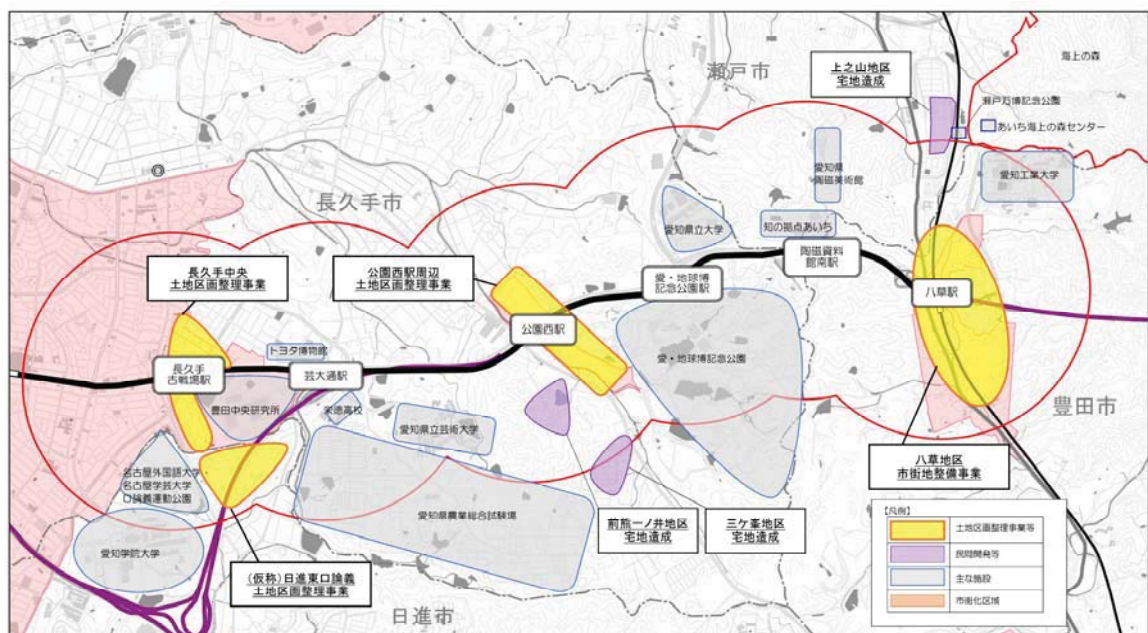 瀬戸市
上之山地区
宅地造成
海上の森
瀬戸万博記念公園
あいち海上の森センター
愛知県
陶磁美術館
愛知工業大学
長久手市
愛知県立大学
知の拠点あいち
長久手中央
土地区画整理事業
公園西駅周辺
土地区画整理事業
愛・地球博
記念公園駅
陶磁資料
館南駅
八草駅
公園西駅
トヨタ博物館
長久手
古戦場駅
芸大通駅
愛・地球博記念公園
豊田中央研究所
栄徳高校
愛知県立芸術大学
豊田市
八草地区
市街地整備事業
名古屋外国語大学
名古屋学芸大学
口論義運動公園
愛知県農業総合試験場
前熊一ノ井地区
宅地造成
三ケ峯地区
宅地造成
愛知学院大学
(仮称)日進東口論義
土地区画整理事業
日進市
【凡例】
土地区画整理事業等
民間開発等
主な施設
市街化区域